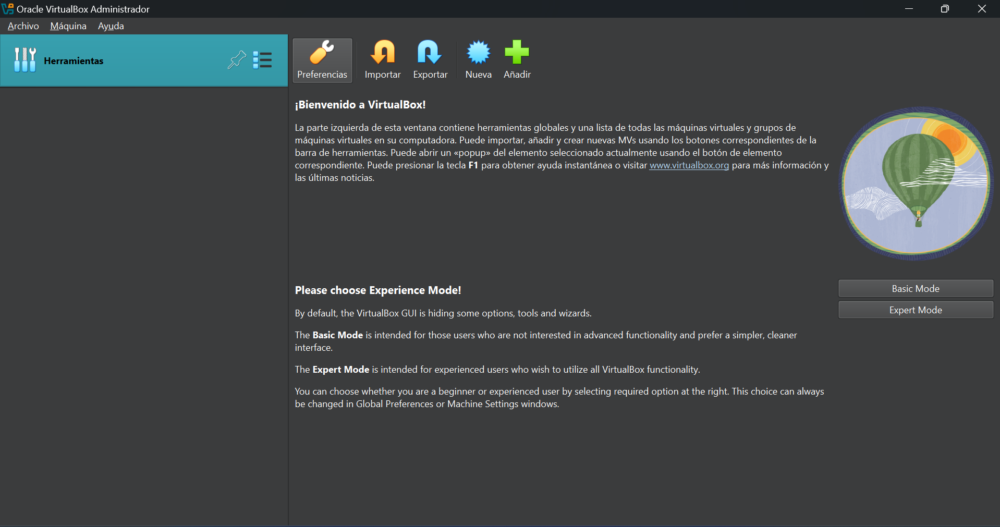 Oracle VirtualBox Administrador
Archivo Máquina Ayuda
Herramientas
Preferencias Importar Exportar Nueva Añadir
¡Bienvenido a VirtualBox!
La parte izquierda de esta ventana contiene herramientas globales y una lista de todas las máquinas virtuales y grupos de
máquinas virtuales en su computadora. Puede importar, añadir y crear nuevas MVs usando los botones correspondientes de la
barra de herramientas. Puede abrir un «popup» del elemento seleccionado actualmente usando el botón de elemento
correspondiente. Puede presionar la tecla F1 para obtener ayuda instantánea o visitar www.virtualbox.org para más información y
las últimas noticias.
Please choose Experience Mode!
By default, the VirtualBox GUI is hiding some options, tools and wizards.
The Basic Mode is intended for those users who are not interested in advanced functionality and prefer a simpler, cleaner
interface.
The Expert Mode is intended for experienced users who wish to utilize all VirtualBox functionality.
You can choose whether you are a beginner or experienced user by selecting required option at the right. This choice can always
be changed in Global Preferences or Machine Settings windows.
Basic Mode
Expert Mode